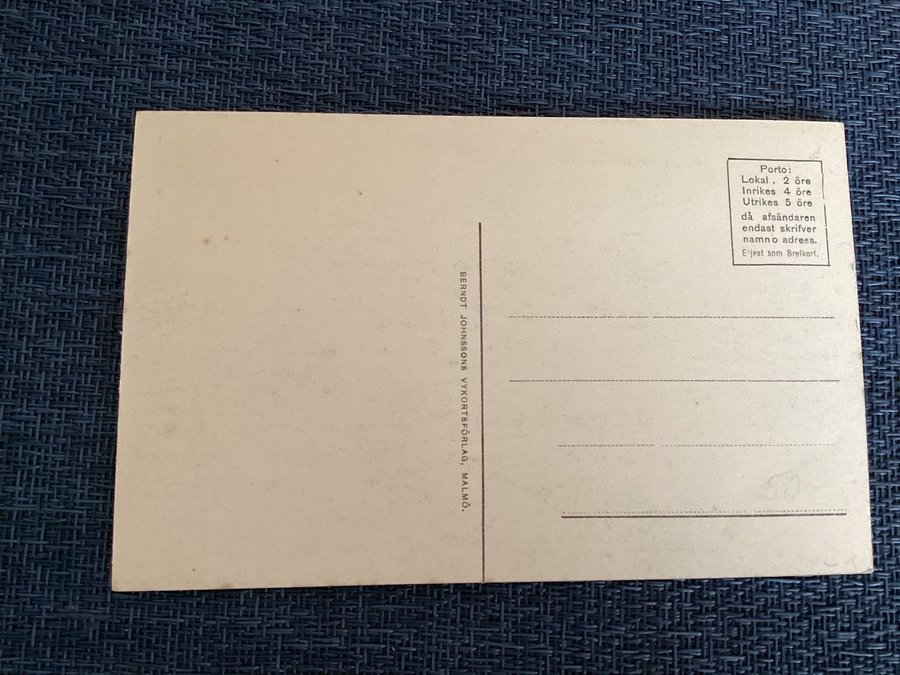 BERNDT JOHNSSONS VYKORTSFÖRLAG, MALMÖ.
Porto:
Lokal . 2 öre
Inrikes 4 öre
Utrikes 5 öre
då afsändaren
endast skrifver
namn o adress.
Eljest som Brefkort.
50